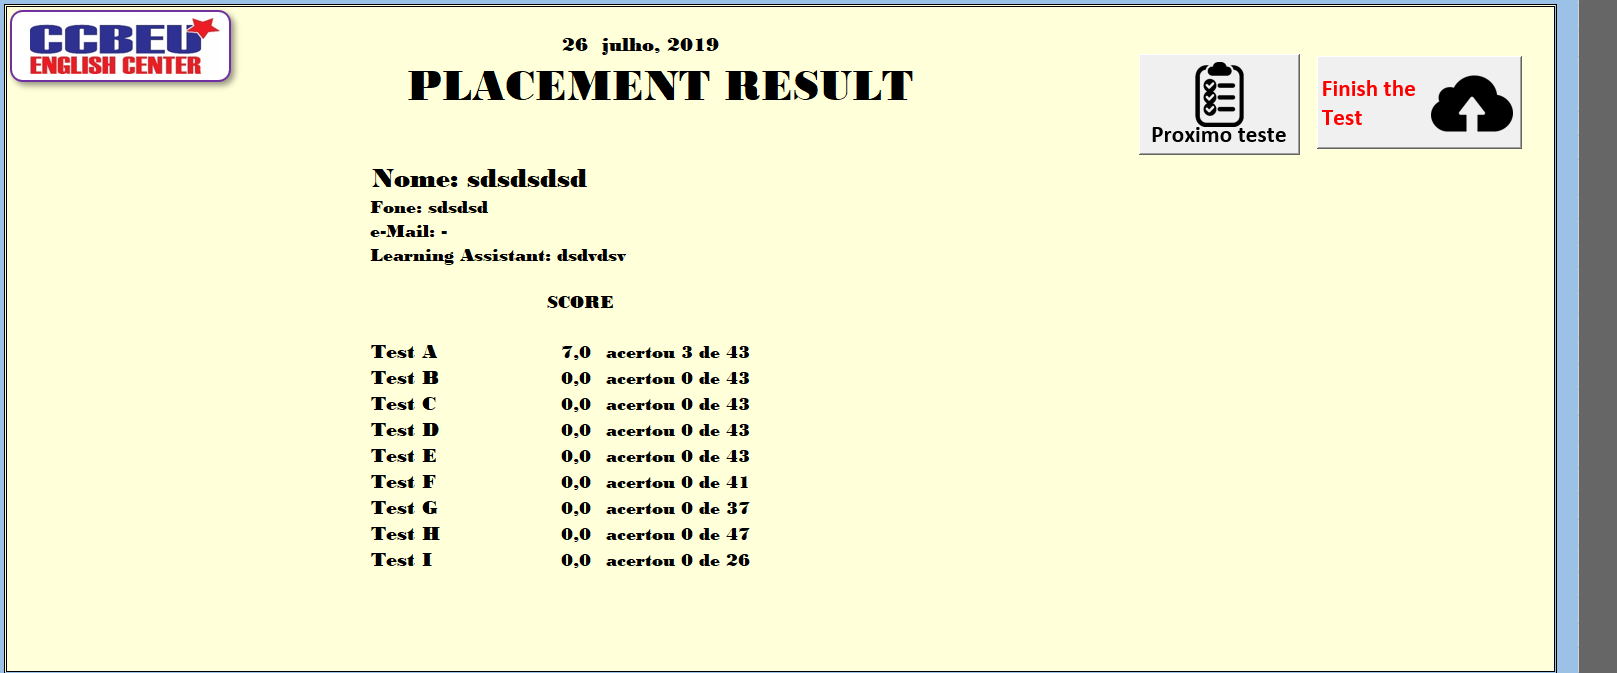 CCBEU
ENGLISH CENTER
26 julho, 2019
PLACEMENT RESULT
Proximo teste
Finish the
Test
Nome: sdsdsdsd
Fone: sdsdsd
e-Mail: -
Learning Assistant: dsdvdsv
SCORE
Test A 7,0 acertou 3 de 43
Test B 0,0 acertou 0 de 43
Test C 0,0 acertou 0 de 43
Test D 0,0 acertou 0 de 43
Test E 0,0 acertou 0 de 43
Test F 0,0 acertou 0 de 41
Test G 0,0 acertou 0 de 37
Test H 0,0 acertou 0 de 47
Test I 0,0 acertou 0 de 26